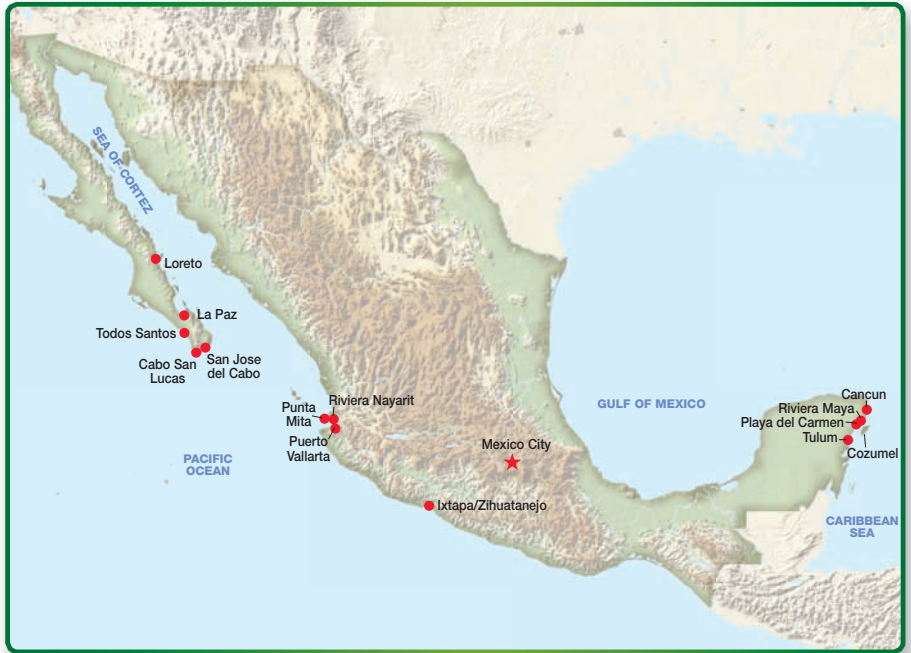 SEA OF CORTEZ
Loreto
La Paz
Todos Santos
Cabo San
Lucas
San Jose
del Cabo
Punta
Mita
Riviera Nayarit
Puerto
Vallarta
PACIFIC
OCEAN
Mexico City
Ixtapa/Zihuatanejo
GULF OF MEXICO
Cancun
Riviera Maya
Playa del Carmen
Tulum
Cozumel
CARIBBEAN
SEA